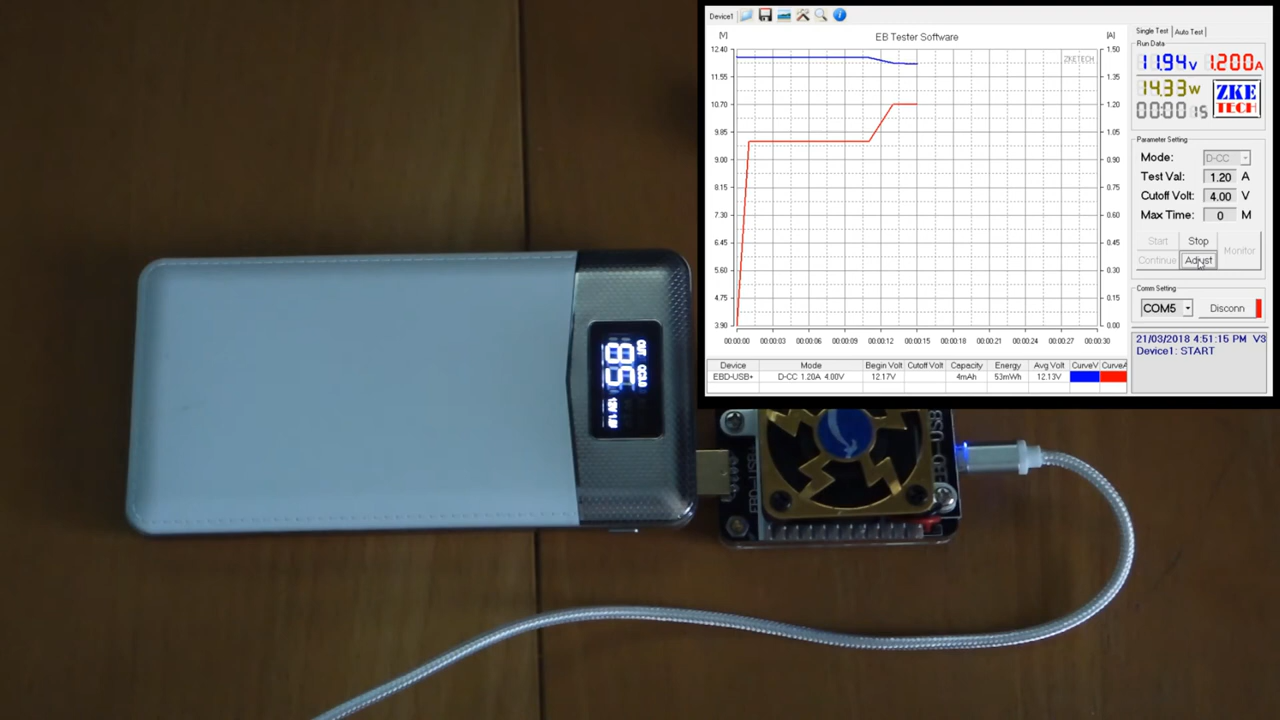 Device1
EB Tester Software
[V]
[A]
12.40
11.55
10.70
9.85
9.00
8.15
7.30
6.45
5.60
4.75
3.90
1.50
1.35
1.20
1.05
0.90
0.75
0.60
0.45
0.30
0.15
0.00
ZKETECH
00:00:00 00:00:03 00:00:06 00:00:09 00:00:12 00:00:15 00:00:18 00:00:21 00:00:24 00:00:27 00:00:30
Device Mode Begin Volt Cutoff Volt Capacity Energy Avg Volt CurveV CurveA
EBD-USB+ D-CC 1.20A 4.00V 12.17V 4mAh 53mWh 12.13V
Single Test Auto Test
Run Data
11.94V 1.200A
14.33W
00:00:15
ZKE
TECH
Parameter Setting
Mode: D-CC
Test Val: 1.20 A
Cutoff Volt: 4.00 V
Max Time: 0 M
Start Stop
Continue Adjust
Monitor
Comm Setting
COM5 Disconn
21/03/2018 4:51:15 PM V3
Device1: START
OUT
85
EBD-USB